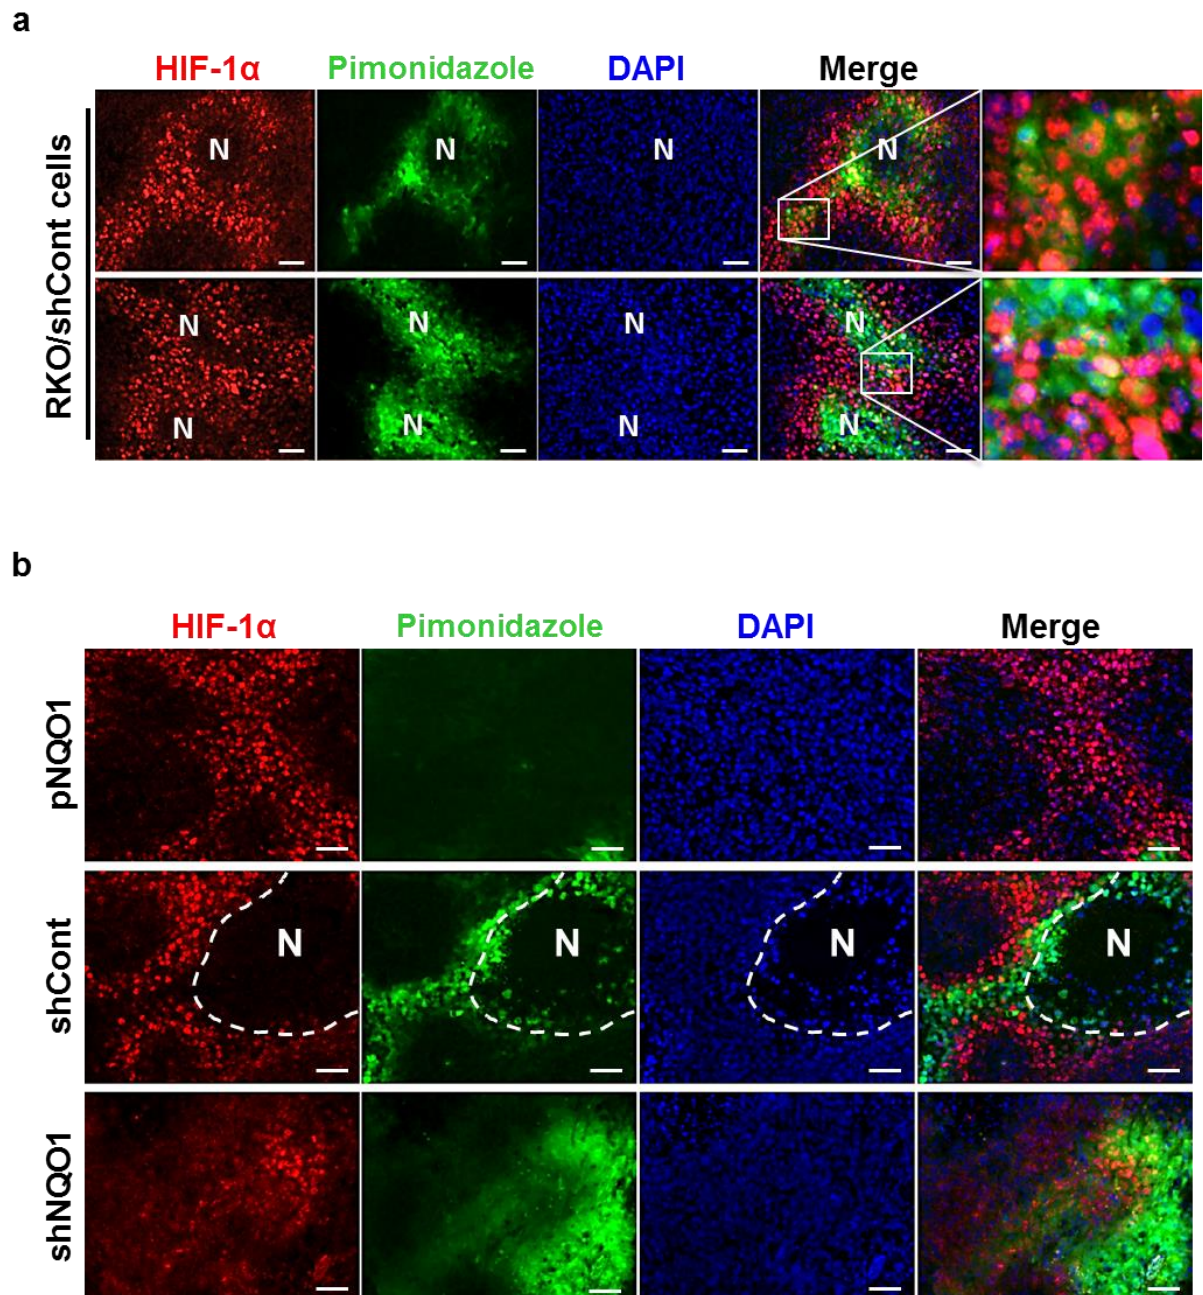 a
HIF-1α Pimonidazole DAPI Merge
RKO/shCont cells
N N N N
N N N N
N N N N
b
HIF-1α Pimonidazole DAPI Merge
pNQO1
shCont
N N N N
shNQO1